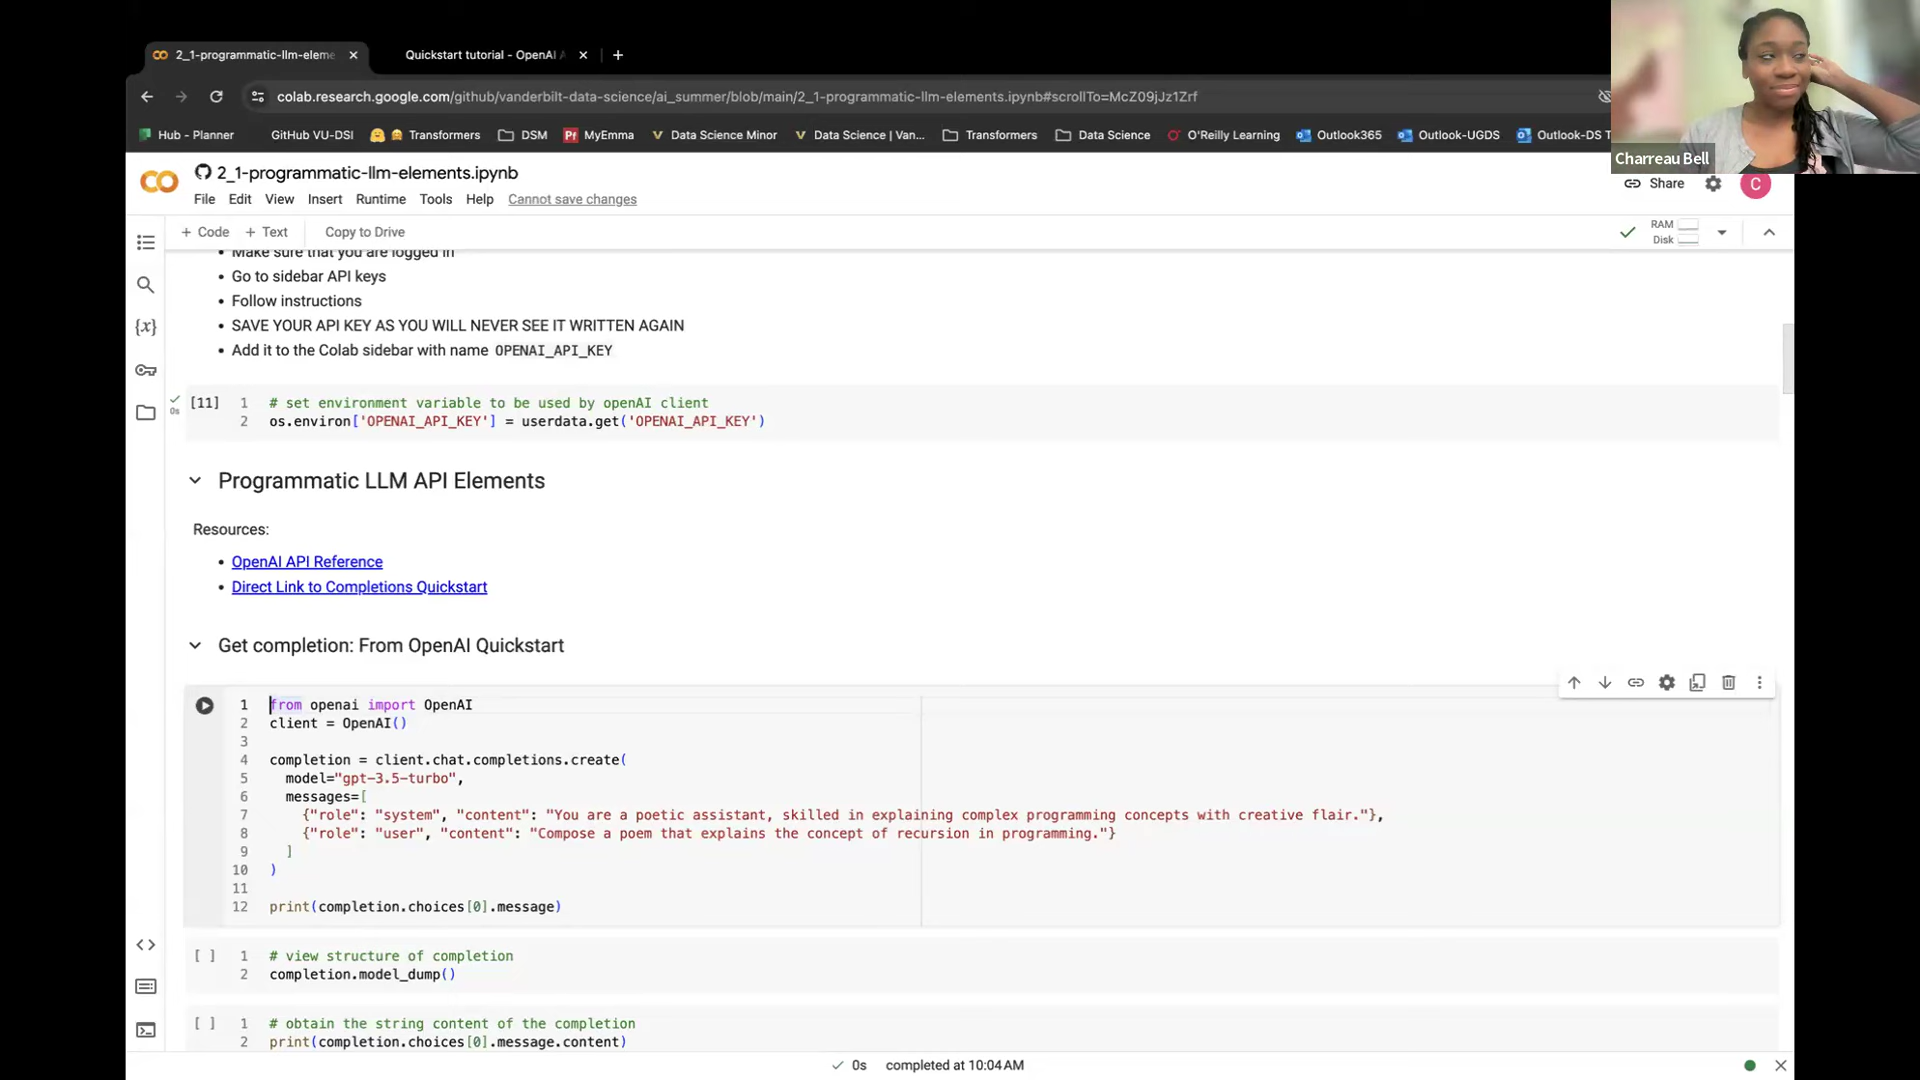 2_1-programmatic-llm-eleme
Quickstart tutorial - OpenAI A
colab.research.google.com/github/vanderbilt-data-science/ai_summer/blob/main/2_1-programmatic-llm-elements.ipynb#scrollTo=McZ09jJz1Zrf
Hub - Planner
GitHub VU-DSI
Transformers
DSM
MyEmma
Data Science Minor
Data Science | Van...
Transformers
Data Science
O'Reilly Learning
Outlook365
Outlook-UGDS
Outlook-DS T
Charreau Bell
CO
2_1-programmatic-llm-elements.ipynb
Share
C
File Edit View Insert Runtime Tools Help Cannot save changes
+ Code + Text Copy to Drive
RAM
Disk
• Make sure that you are logged in
• Go to sidebar API keys
• Follow instructions
• SAVE YOUR API KEY AS YOU WILL NEVER SEE IT WRITTEN AGAIN
• Add it to the Colab sidebar with name OPENAI_API_KEY
[11] 1 # set environment variable to be used by openAI client
0s
2 os.environ['OPENAI_API_KEY'] = userdata.get('OPENAI_API_KEY')
Programmatic LLM API Elements
Resources:
• OpenAI API Reference
• Direct Link to Completions Quickstart
Get completion: From OpenAI Quickstart
1 from openai import OpenAI
2 client = OpenAI()
3
4 completion = client.chat.completions.create(
5 model="gpt-3.5-turbo",
6 messages=[
7 {"role": "system", "content": "You are a poetic assistant, skilled in explaining complex programming concepts with creative flair."},
8 {"role": "user", "content": "Compose a poem that explains the concept of recursion in programming."}
9 ]
10 )
11
12 print(completion.choices[0].message)
[ ] 1 # view structure of completion
2 completion.model_dump()
[ ] 1 # obtain the string content of the completion
2 print(completion.choices[0].message.content)
0s completed at 10:04 AM